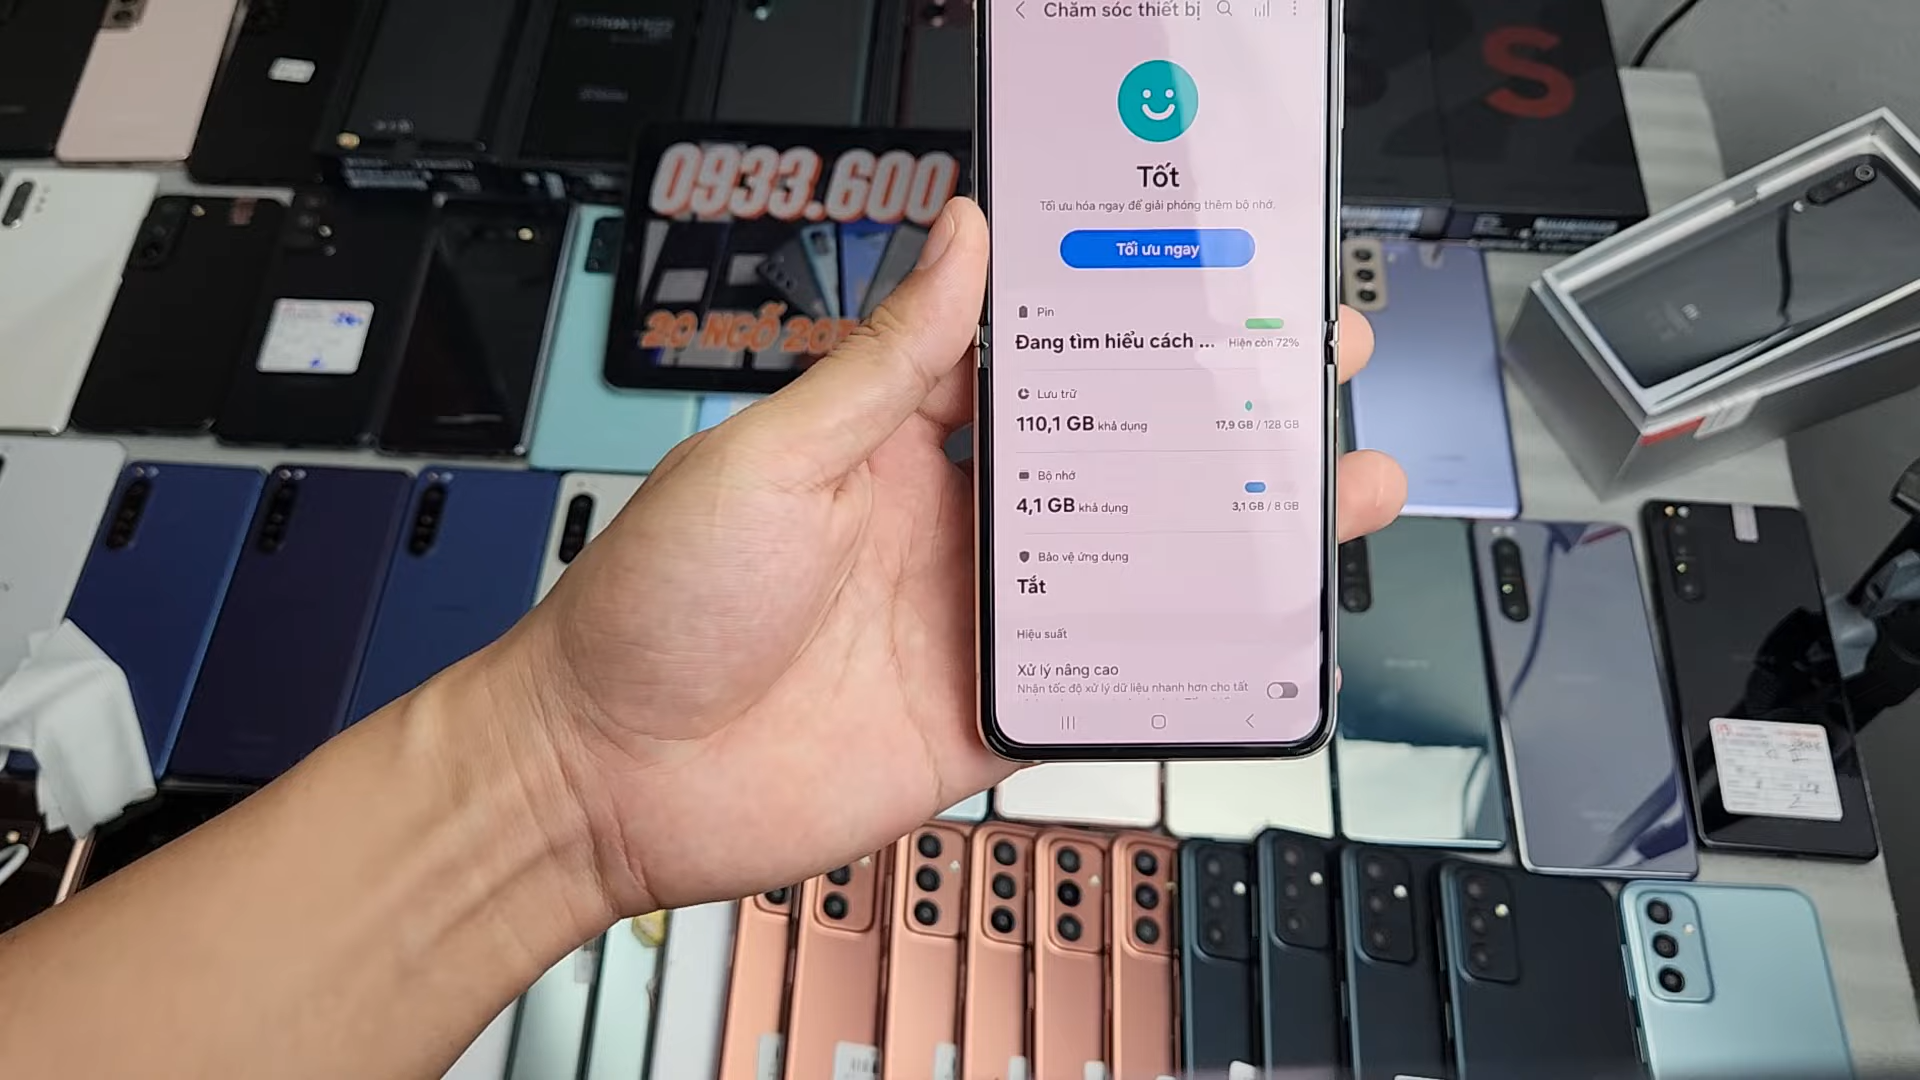 Chăm sóc thiết bị
S
0933.600
Tốt
Tối ưu hóa ngay để giải phóng thêm bộ nhớ.
Tối ưu ngay
20 NGÕ
Pin
Đang tìm hiểu cách ...
Hiện còn 72%
Lưu trữ
110,1 GB khả dụng
17,9 GB / 128 GB
Bộ nhớ
4,1 GB khả dụng
3,1 GB / 8 GB
Bảo vệ ứng dụng
Tắt
Hiệu suất
Xử lý nâng cao
Nhận tốc độ xử lý dữ liệu nhanh hơn cho tất